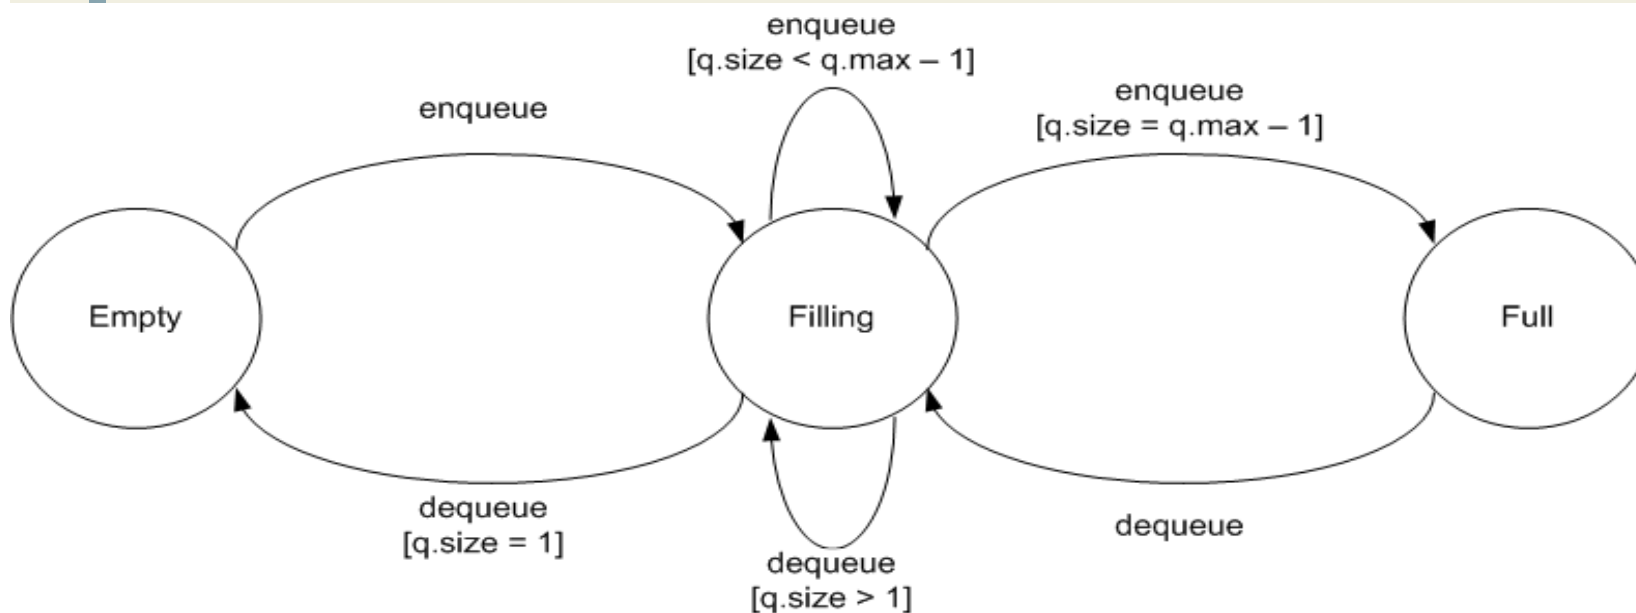 enqueue
[q.size < q.max – 1]
enqueue
enqueue
[q.size = q.max – 1]
Empty
Filling
Full
dequeue
[q.size = 1]
dequeue
[q.size > 1]
dequeue